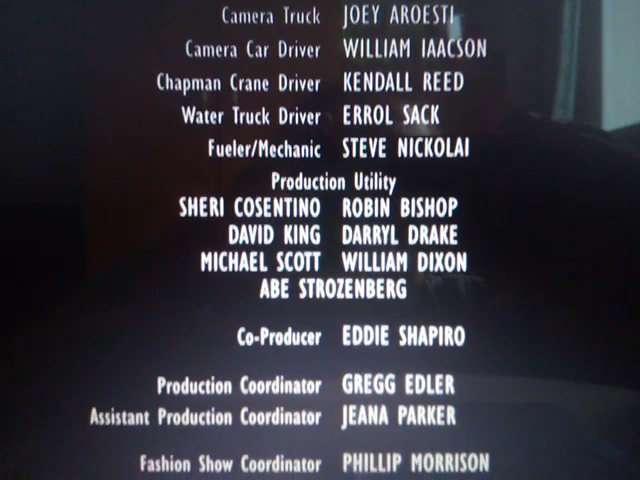 Camera Truck JOEY AROESTI
Camera Car Driver WILLIAM IAACSON
Chapman Crane Driver KENDALL REED
Water Truck Driver ERROL SACK
Fueler/Mechanic STEVE NICKOLAI
Production Utility
SHERI COSENTINO ROBIN BISHOP
DAVID KING DARRYL DRAKE
MICHAEL SCOTT WILLIAM DIXON
ABE STROZENBERG
Co-Producer EDDIE SHAPIRO
Production Coordinator GREGG EDLER
Assistant Production Coordinator JEANA PARKER
Fashion Show Coordinator PHILLIP MORRISON